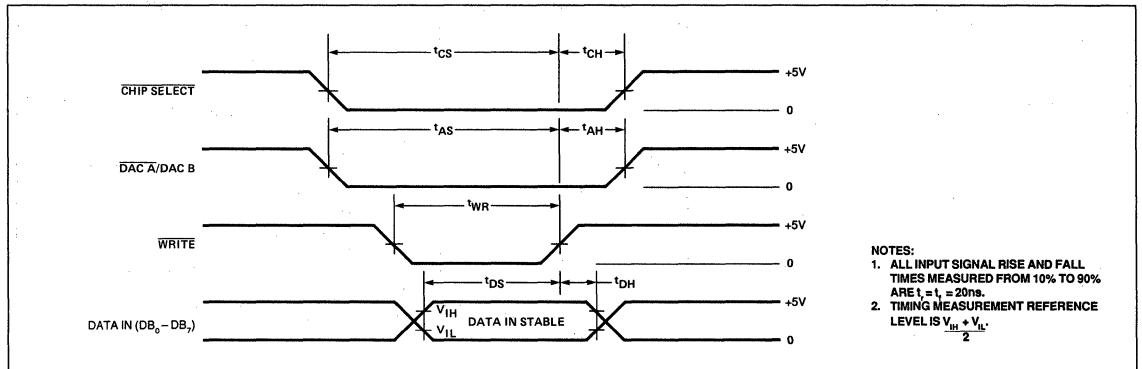 tCS
tCH
CHIP SELECT
+5V
0
tAS
tAH
DAC A/DAC B
+5V
0
tWR
WRITE
+5V
0
tDS
tDH
DATA IN (DB0 – DB7)
VIH
VIL
DATA IN STABLE
+5V
0
NOTES:
1. ALL INPUT SIGNAL RISE AND FALL
TIMES MEASURED FROM 10% TO 90%
ARE tr = tf = 20ns.
2. TIMING MEASUREMENT REFERENCE
LEVEL IS VIH + VIL.
2